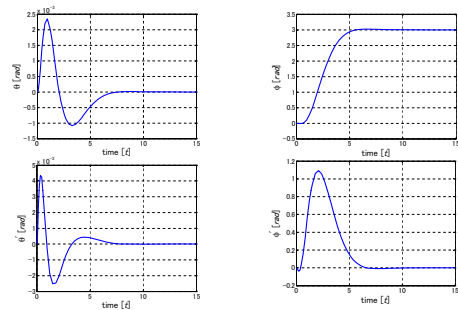 x 10⁻³
2.5
2
1.5
1
0.5
0
-0.5
-1
-1.5
θ [rad]
0 5 10 15
time [t]
3.5
3
2.5
2
1.5
1
0.5
0
-0.5
ϕ [rad]
0 5 10 15
time [t]
x 10⁻³
5
4
3
2
1
0
-1
-2
-3
θ̇ [rad]
0 5 10 15
time [t]
1.2
1
0.8
0.6
0.4
0.2
0
-0.2
ϕ̇ [rad]
0 5 10 15
time [t]